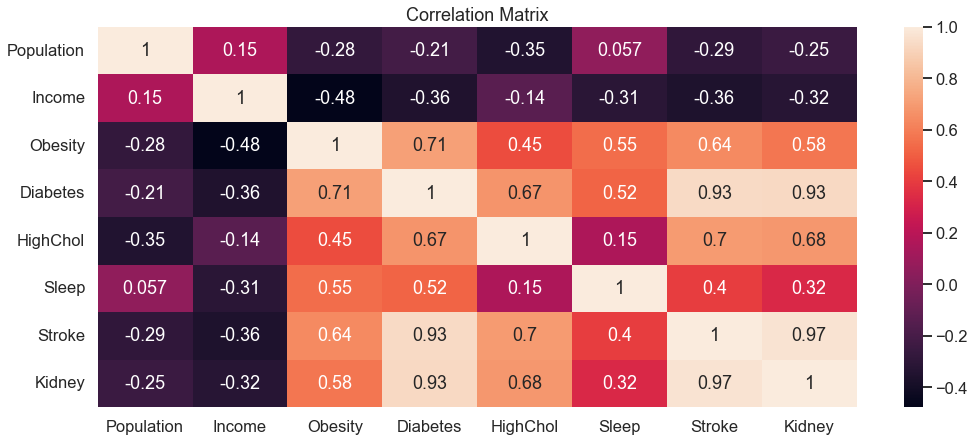 Correlation Matrix
Population 1 0.15 -0.28 -0.21 -0.35 0.057 -0.29 -0.25
Income 0.15 1 -0.48 -0.36 -0.14 -0.31 -0.36 -0.32
Obesity -0.28 -0.48 1 0.71 0.45 0.55 0.64 0.58
Diabetes -0.21 -0.36 0.71 1 0.67 0.52 0.93 0.93
HighChol -0.35 -0.14 0.45 0.67 1 0.15 0.7 0.68
Sleep 0.057 -0.31 0.55 0.52 0.15 1 0.4 0.32
Stroke -0.29 -0.36 0.64 0.93 0.7 0.4 1 0.97
Kidney -0.25 -0.32 0.58 0.93 0.68 0.32 0.97 1
Population Income Obesity Diabetes HighChol Sleep Stroke Kidney
1.0
0.8
0.6
0.4
0.2
0.0
−0.2
−0.4